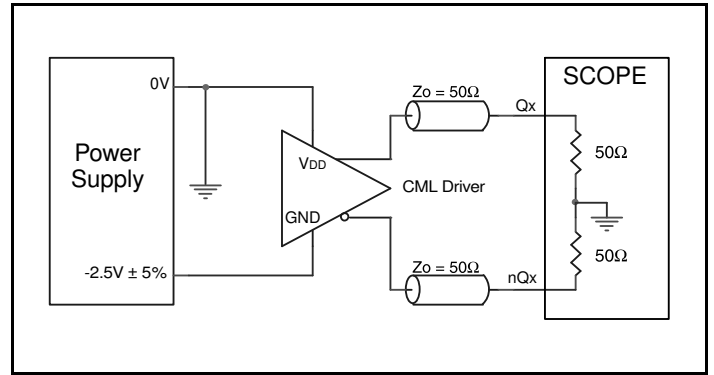 SCOPE
0V
Zo = 50Ω
Qx
Power
Supply
VDD
50Ω
CML Driver
GND
50Ω
-2.5V ± 5%
Zo = 50Ω
nQx